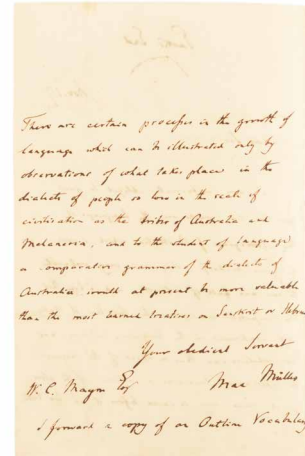 There are certain processes in the growth of
language which can be illustrated only by
observations of what takes place in the
dialects of people so low in the scale of
civilization as the tribes of Australia and
Melanesia, and to the student of language
a comparative grammar of the dialects of
Australia would at present be more valuable
than the most learned treatises on Sanskrit or Hebrew
Your obedient Servant
Max Müller
W. C. Mayne Esq
I forward a copy of an Outline Vocabulary